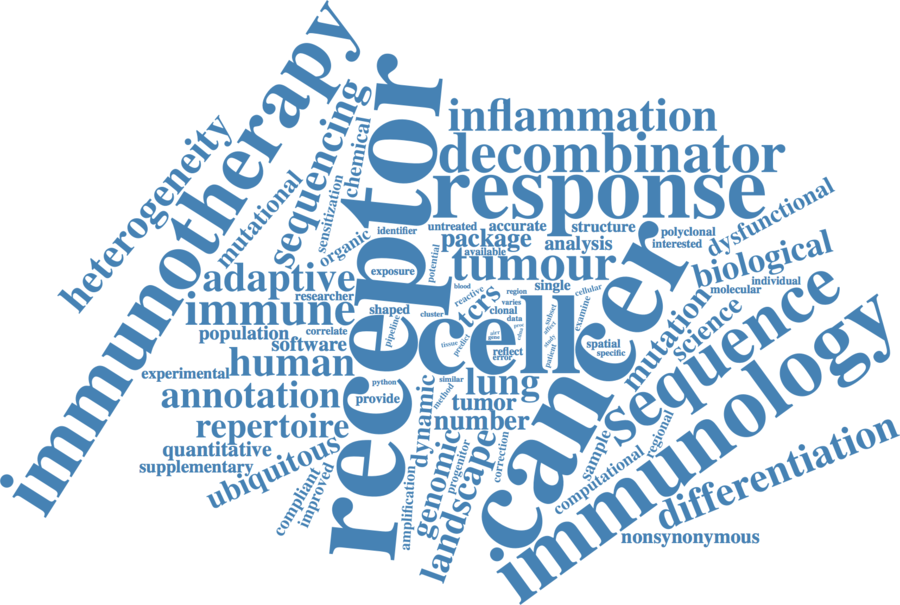 immunotherapy
receptor
heterogeneity
mutational
sequencing
chemical
sensitization
organic
identifier
exposure
potential
inflammation
decombinator
response
untreated
accurate
structure
polyclonal
interested
dysfunctional
package
available
analysis
tumour
biological
individual
molecular
adaptive
researcher
immune
shaped
cluster
population
correlate
software
pipeline
human
experimental
annotation
python
provide
repertoire
quantitative
supplementary
ubiquitous
compliant
improved
blood
reactive
region
single
cellular
tcrs
varies
clonal
data
subset
examine
cell
tissue
predict
airr
gene
reflect
error
study
patient
spatial
specific
cancer
mutation
science
sequence
immunology
similar
method
lung
tumor
number
dynamic
genomic
progenitor
correction
landscape
amplification
sample
regional
computational
differentiation
nonsynonymous